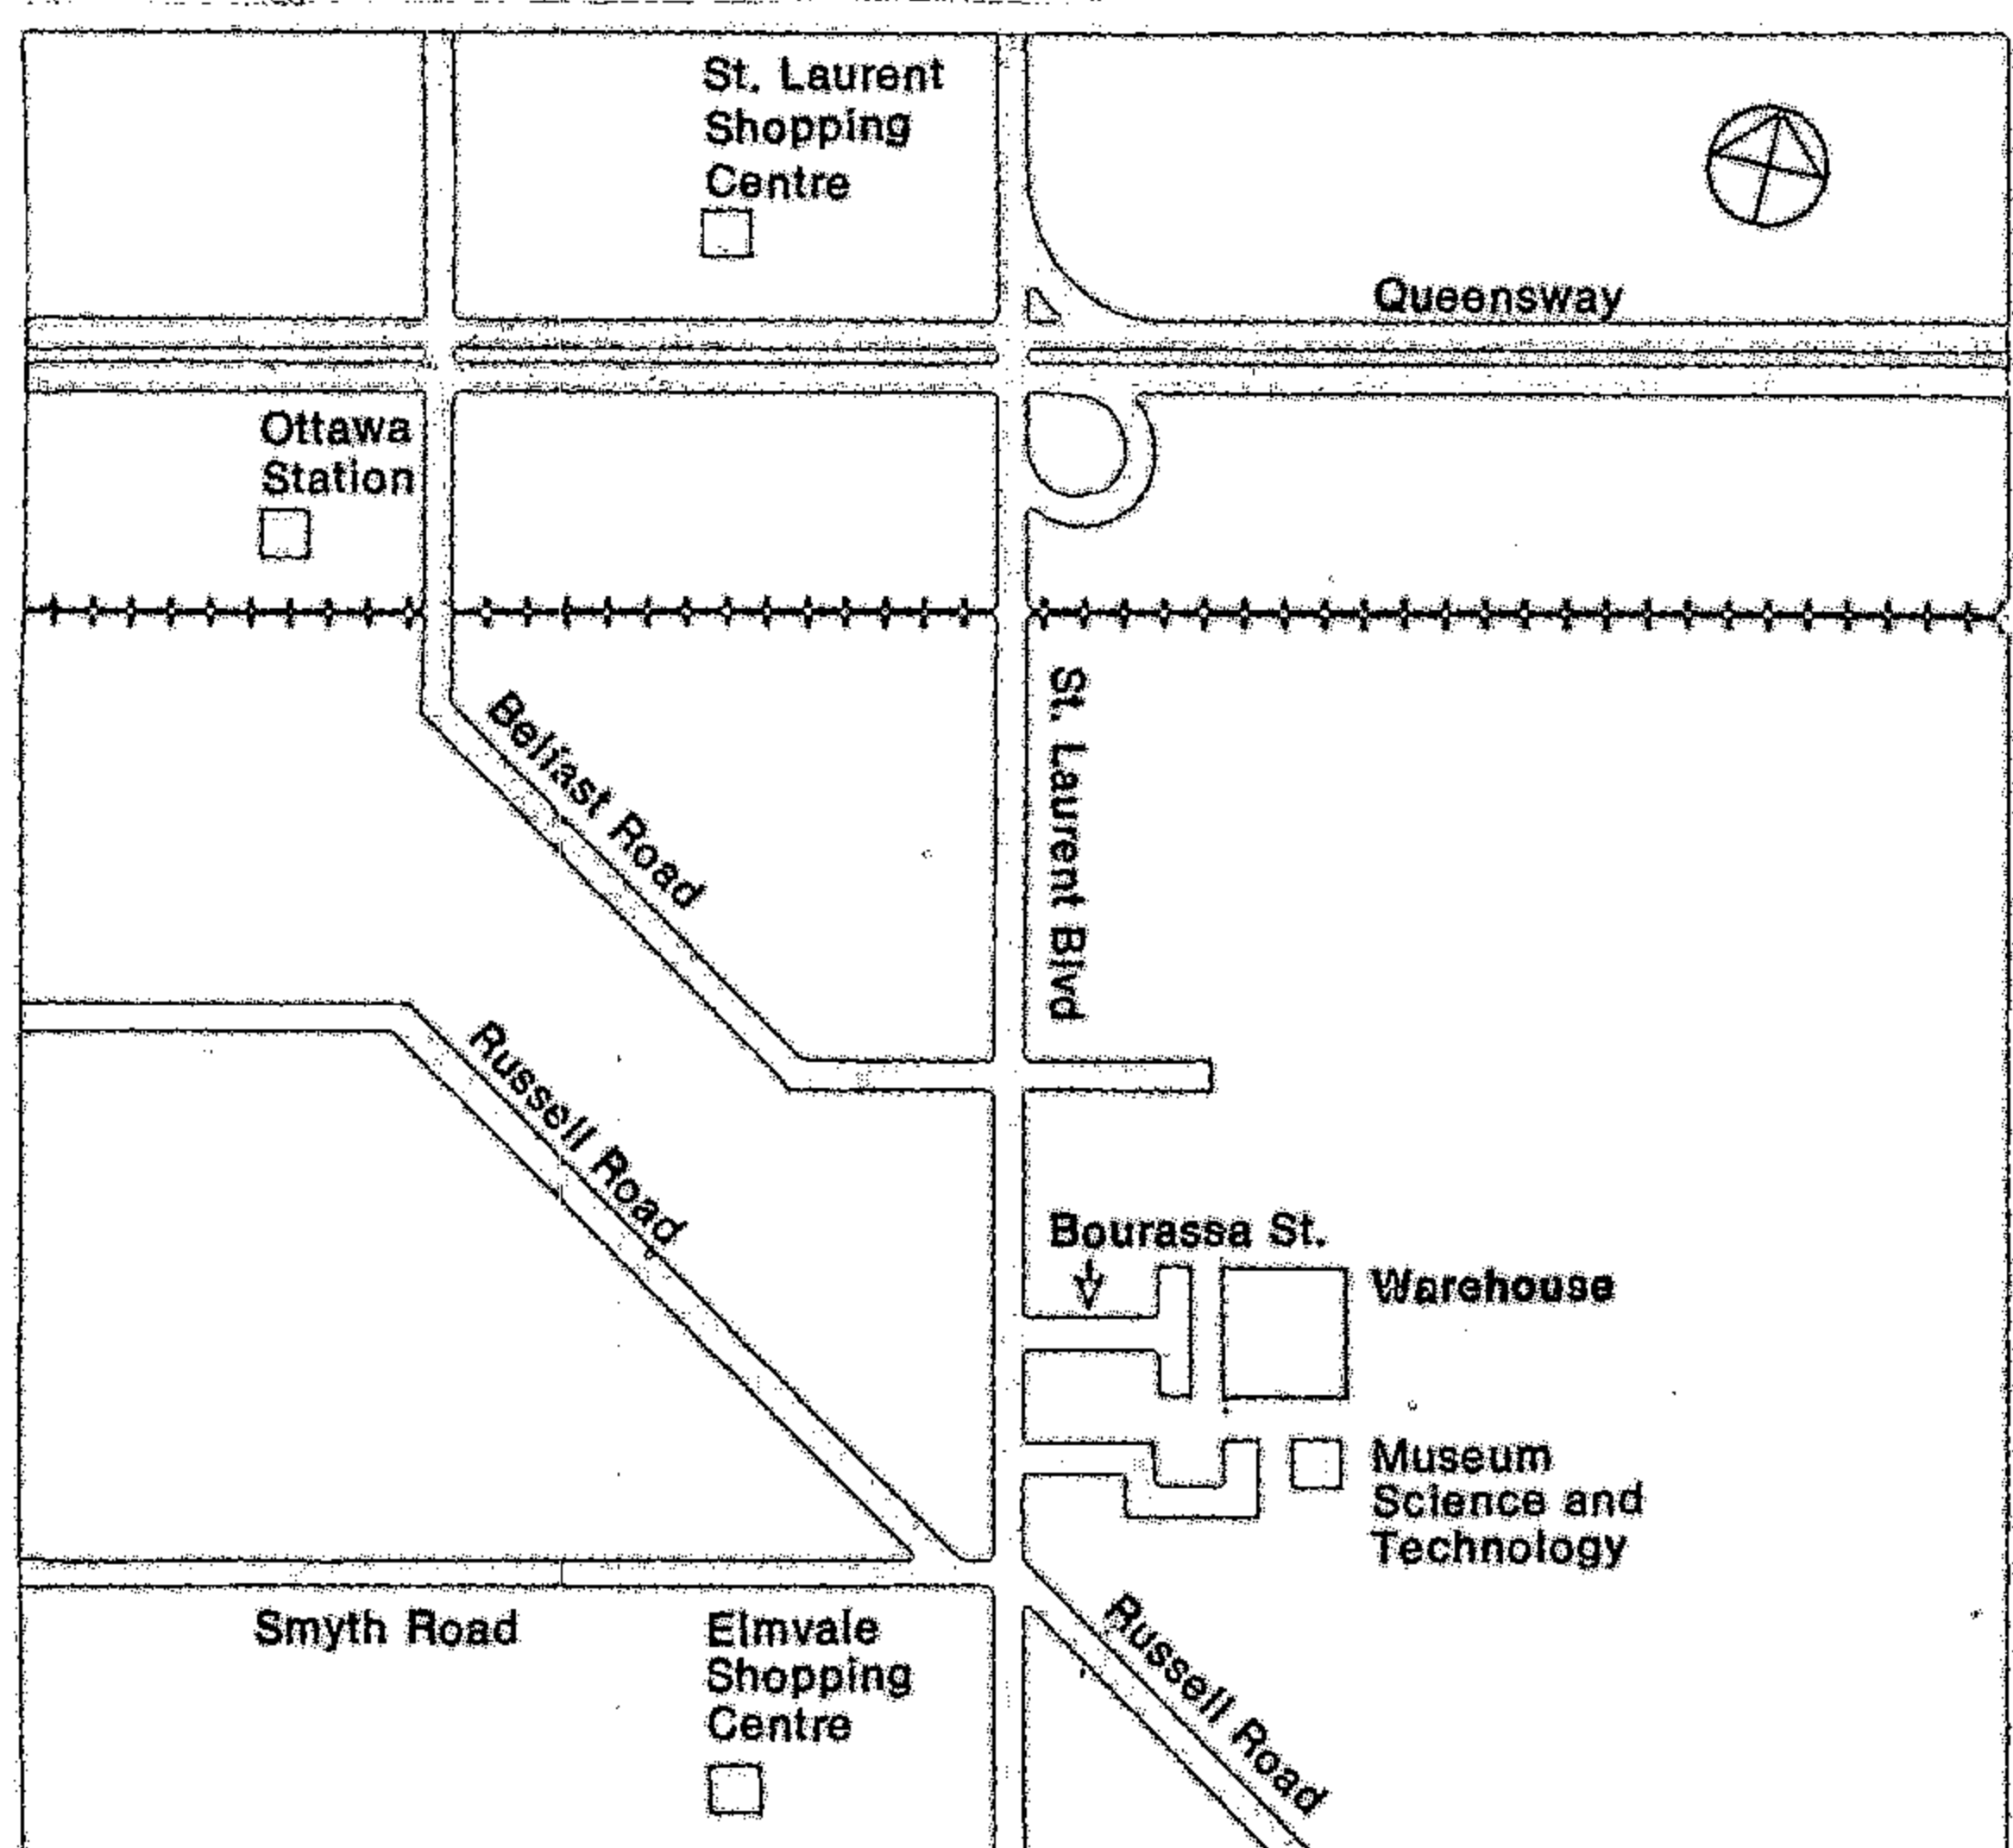 St. Laurent
Shopping
Centre
Queensway
Ottawa
Station
Belfast Road
St. Laurent Blvd
Russell Road
Bourassa St.
Warehouse
Museum
Science and
Technology
Smyth Road
Elmvale
Shopping
Centre
Russell Road